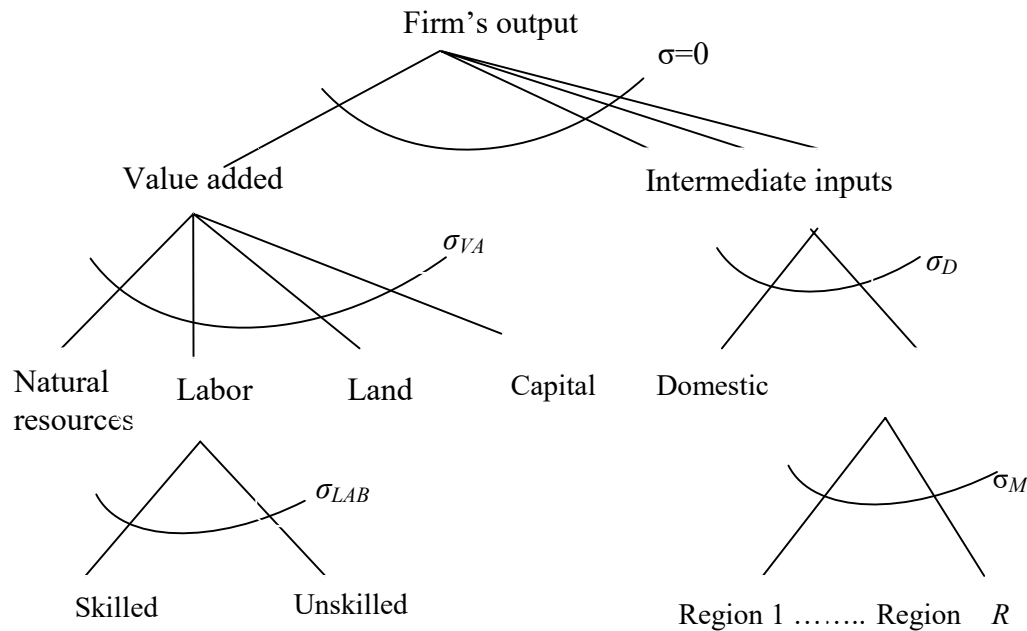 Firm’s output
σ=0
Value added
Intermediate inputs
σVA
σD
Natural resources
Labor
Land
Capital
Domestic
σLAB
σM
Skilled
Unskilled
Region 1 …….. Region R